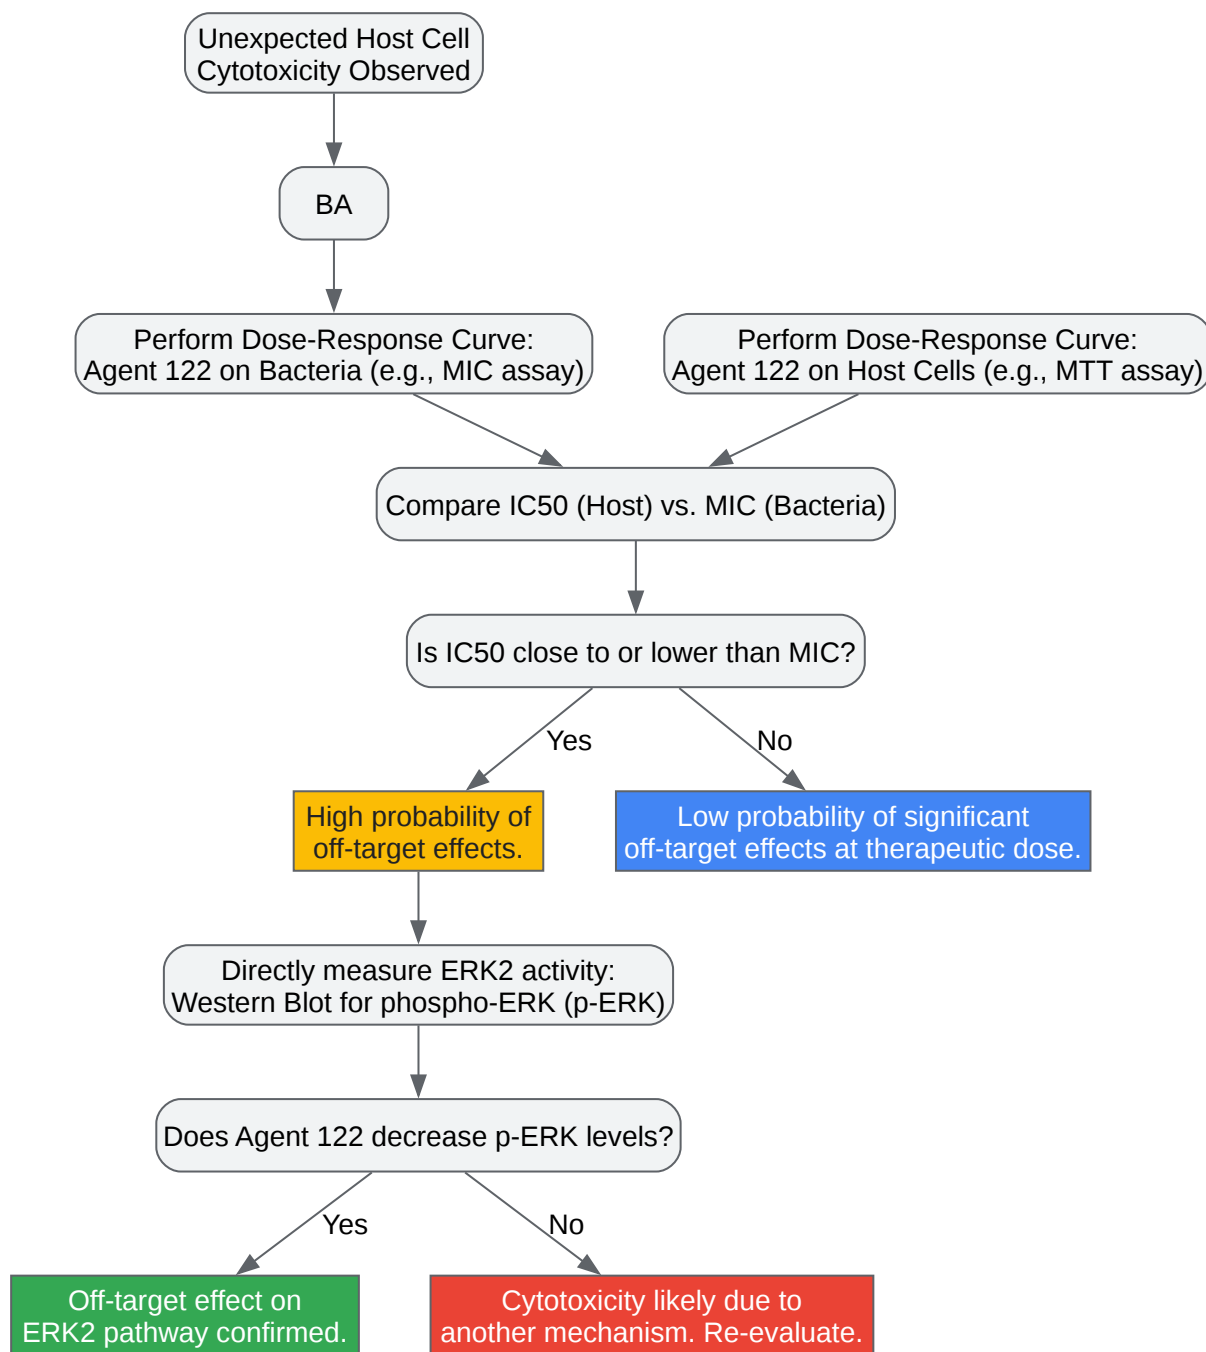 Unexpected Host Cell
Cytotoxicity Observed
BA
Perform Dose-Response Curve:
Agent 122 on Bacteria (e.g., MIC assay)
Perform Dose-Response Curve:
Agent 122 on Host Cells (e.g., MTT assay)
Compare IC50 (Host) vs. MIC (Bacteria)
Is IC50 close to or lower than MIC?
Yes
No
High probability of
off-target effects.
Low probability of significant
off-target effects at therapeutic dose.
Directly measure ERK2 activity:
Western Blot for phospho-ERK (p-ERK)
Does Agent 122 decrease p-ERK levels?
Yes
No
Off-target effect on
ERK2 pathway confirmed.
Cytotoxicity likely due to
another mechanism. Re-evaluate.